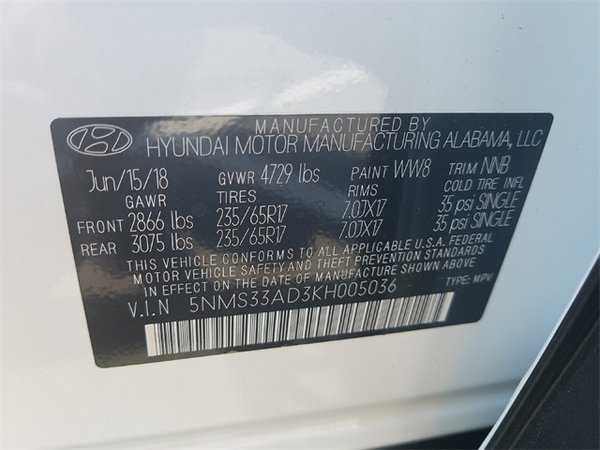 MANUFACTURED BY
HYUNDAI MOTOR MANUFACTURING ALABAMA, LLC
Jun/15/18 GVWR 4729 lbs PAINT WW8 TRIM NNB
GAWR TIRES RIMS COLD TIRE INFL
FRONT 2866 lbs 235/65R17 7.0JX17 35 psi SINGLE
REAR 3075 lbs 235/65R17 7.0JX17 35 psi SINGLE
THIS VEHICLE CONFORMS TO ALL APPLICABLE U.S.A. FEDERAL
MOTOR VEHICLE SAFETY AND THEFT PREVENTION STANDARDS
IN EFFECT ON THE DATE OF MANUFACTURE SHOWN ABOVE.
V.I.N 5NMS33AD3KH005036 TYPE: MPV